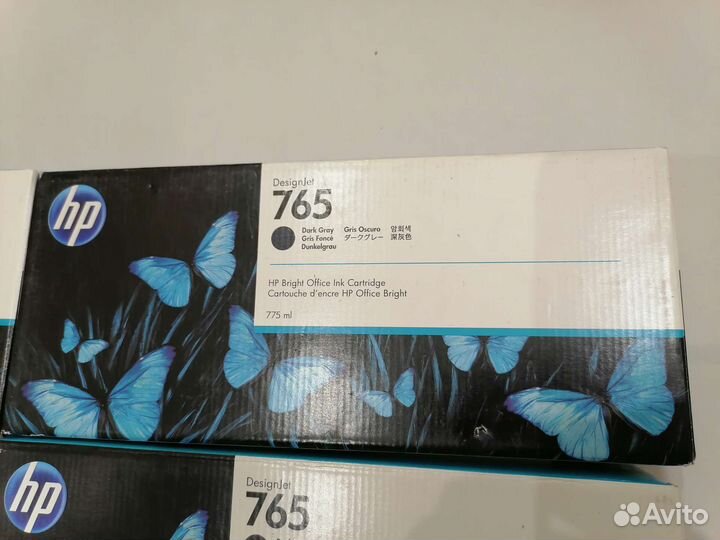 hp
DesignJet
765
Dark Gray Gris Oscuro 암회색
Gris Foncé ダークグレー 深灰色
Dunkelgrau
HP Bright Office Ink Cartridge
Cartouche d'encre HP Office Bright
775 ml
hp
DesignJet
765
Avito